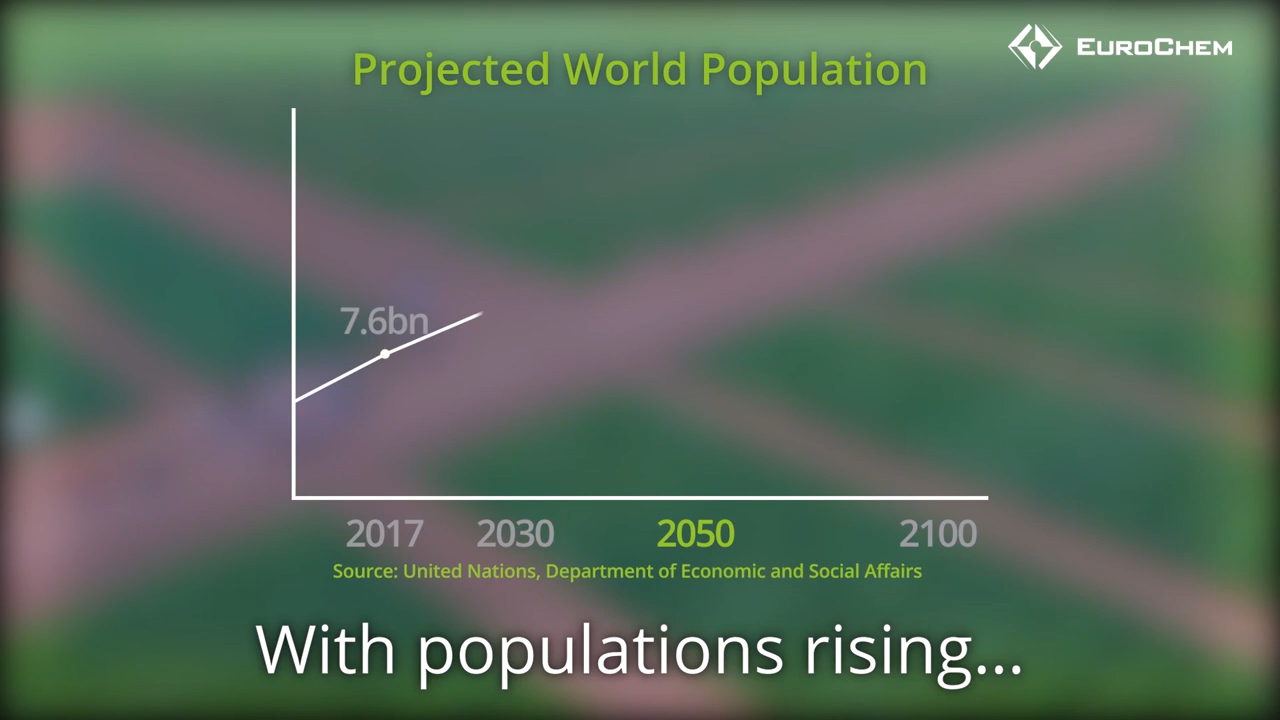 EUROCHEM
Projected World Population
7.6bn
2017 2030 2050 2100
Source: United Nations, Department of Economic and Social Affairs
With populations rising...